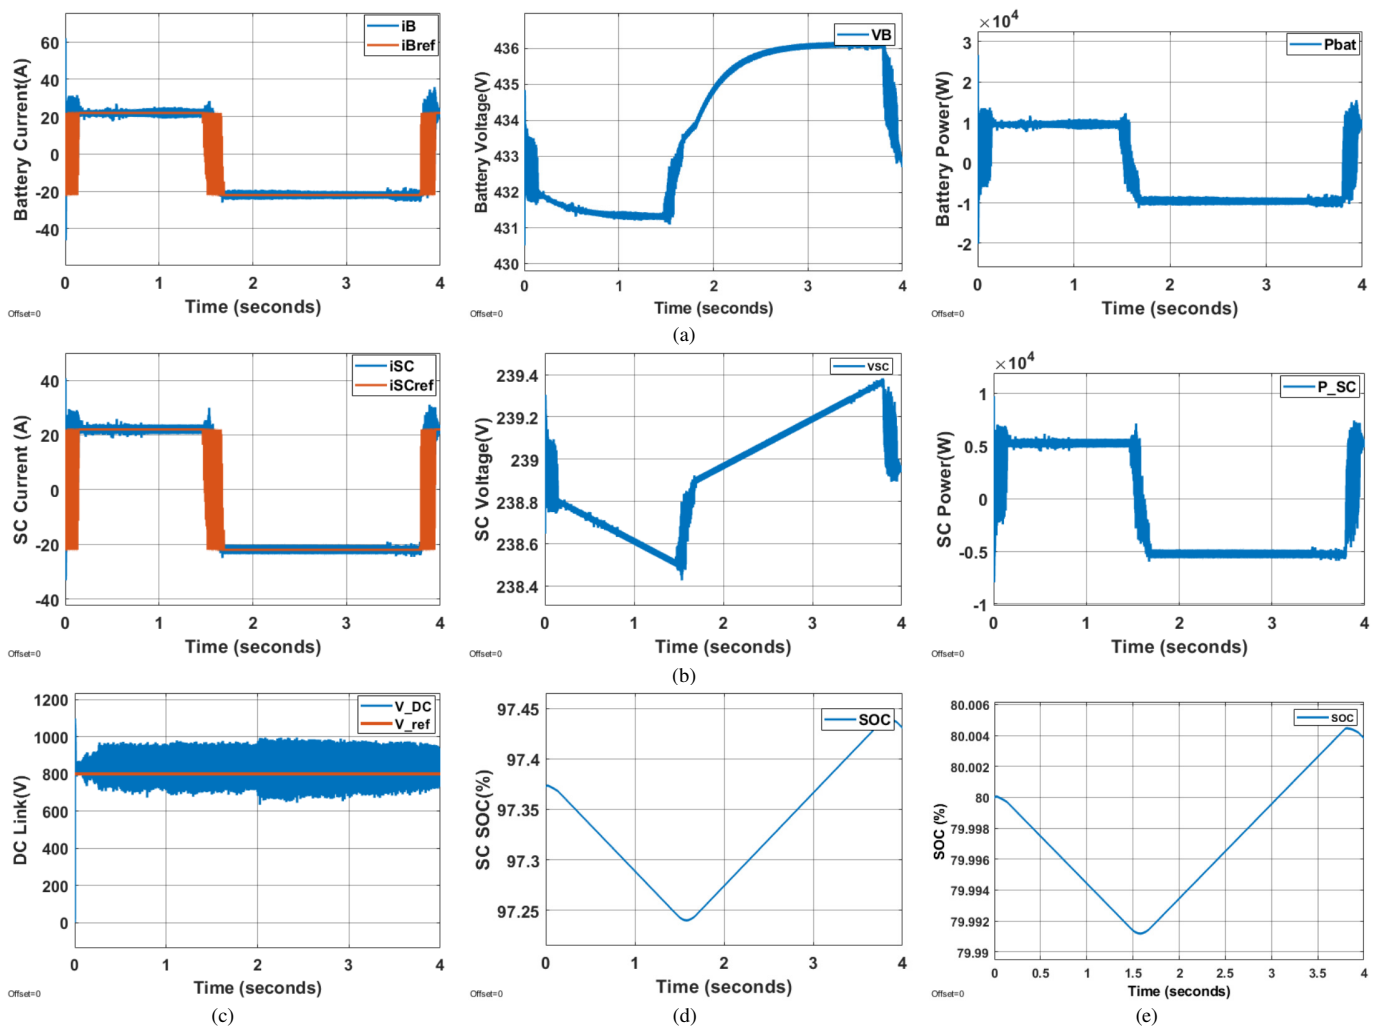 iB
iBref
Battery Current(A)
60
40
20
0
-20
-40
0 1 2 3 4
Time (seconds)
Offset=0
VB
Battery Voltage(V)
436
435
434
433
432
431
430
0 1 2 3 4
Time (seconds)
Offset=0
×10^4
Pbat
Battery Power(W)
3
2
1
0
-1
-2
0 1 2 3 4
Time (seconds)
Offset=0
(a)
iSC
iSCref
SC Current (A)
40
20
0
-20
-40
0 1 2 3 4
Time (seconds)
Offset=0
VSC
SC Voltage(V)
239.4
239.2
239
238.8
238.6
238.4
0 1 2 3 4
Time (seconds)
Offset=0
×10^4
P_SC
SC Power(W)
1
0.5
0
-0.5
-1
0 1 2 3 4
Time (seconds)
Offset=0
(b)
V_DC
V_ref
DC Link(V)
1200
1000
800
600
400
200
0
0 1 2 3 4
Time (seconds)
Offset=0
(c)
SOC
SC SOC(%)
97.45
97.4
97.35
97.3
97.25
0 1 2 3 4
Time (seconds)
Offset=0
(d)
SOC
SOC (%)
80.006
80.004
80.002
80
79.998
79.996
79.994
79.992
79.99
0 0.5 1 1.5 2 2.5 3 3.5 4
Time (seconds)
Offset=0
(e)